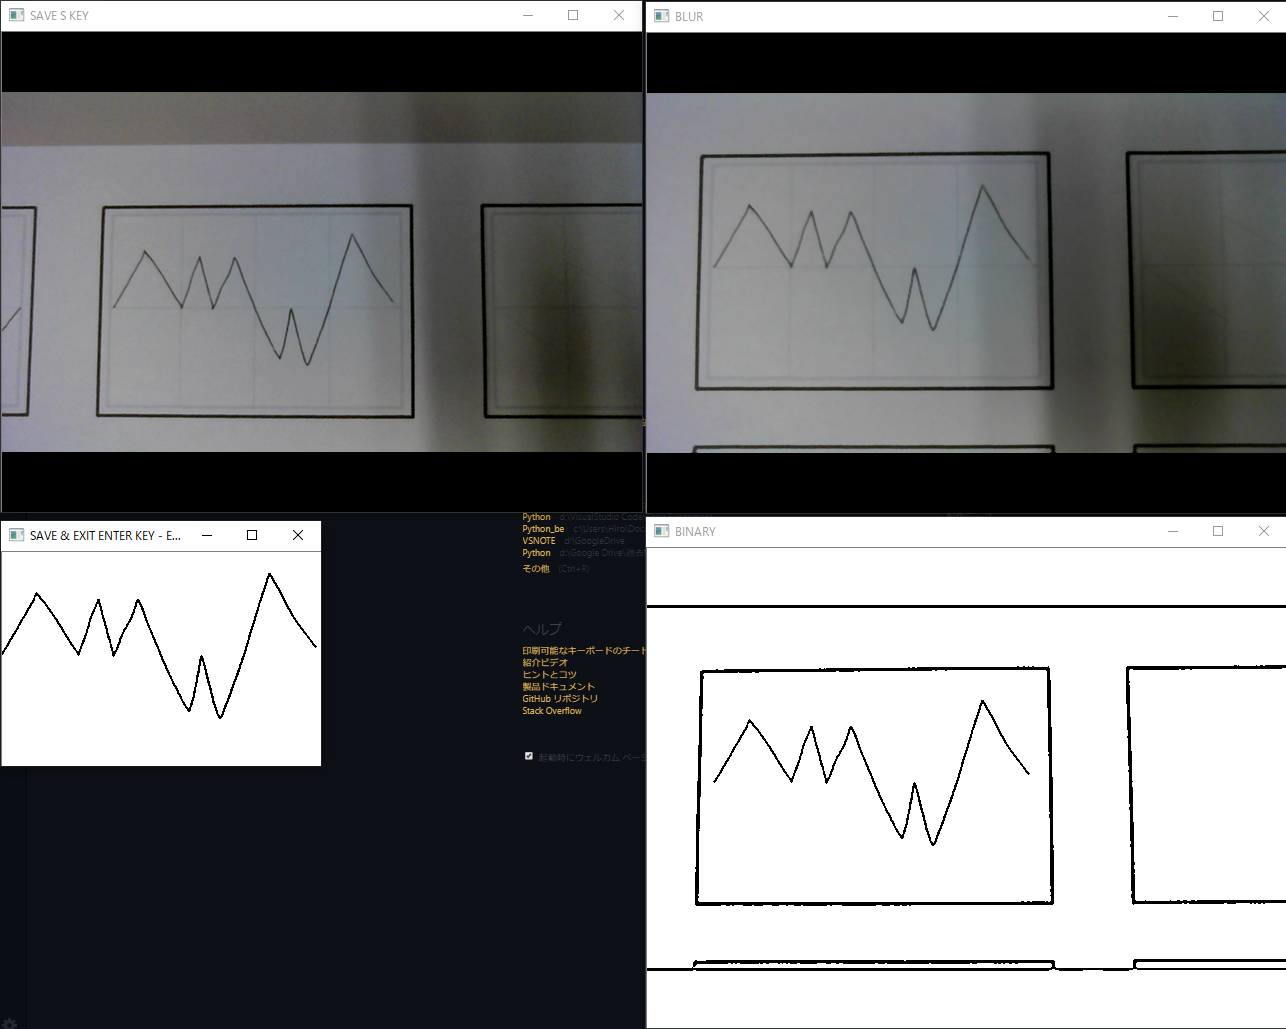 SAVE S KEY
BLUR
SAVE & EXIT ENTER KEY - E...
Python d:\VisualStudio Code
Python_be c:\Users\Hiro\Doc
VSNOTE d:\GoogleDrive
Python d:\Google Drive\過去
その他 (Ctrl+R)
ヘルプ
印刷可能なキーボードのチート
紹介ビデオ
ヒントとコツ
製品ドキュメント
GitHub リポジトリ
Stack Overflow
起動時にウェルカム ペー
BINARY